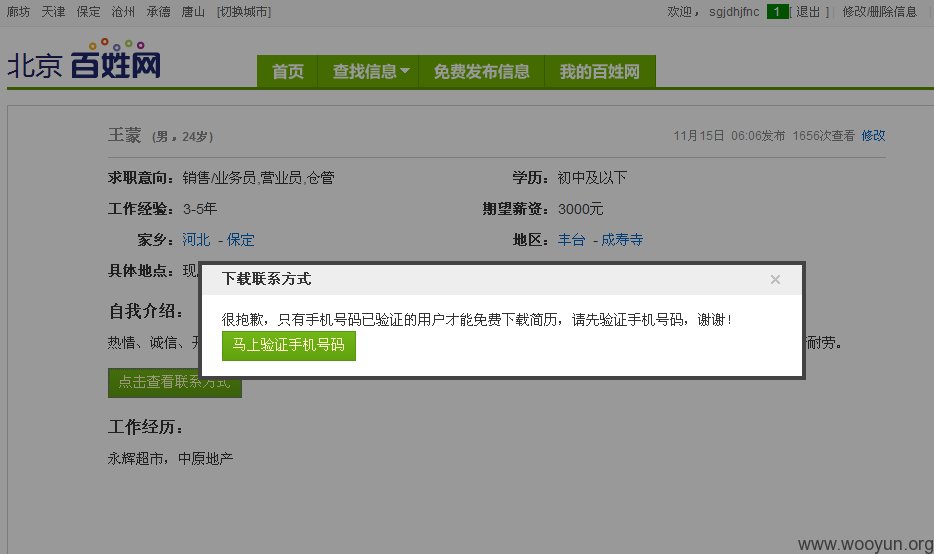 廊坊 天津 保定 沧州 承德 唐山 [切换城市] 欢迎， sgjdhjfnc 1 [ 退出 ] 修改/删除信息
北京 百姓网 首页 查找信息 免费发布信息 我的百姓网
王蒙 (男，24岁) 11月15日 06:06发布 1656次查看 修改
求职意向：销售/业务员,营业员,仓管 学历：初中及以下
工作经验：3-5年 期望薪资：3000元
家乡：河北 - 保定 地区：丰台 - 成寿寺
具体地点：现
下载联系方式 ×
自我介绍：
很抱歉，只有手机号码已验证的用户才能免费下载简历，请先验证手机号码，谢谢！
热情、诚信、开 马上验证手机号码 耐劳。
点击查看联系方式
工作经历：
永辉超市，中原地产
www.wooyun.org